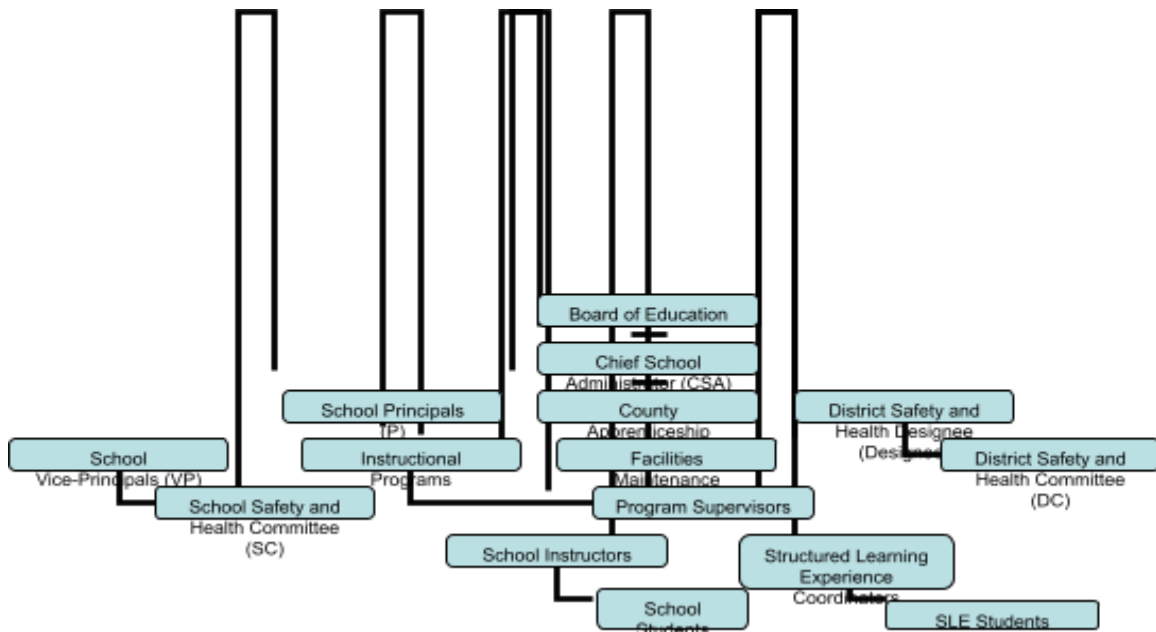 Board of Education
Chief School
Administrator (CSA)
School Principals
(P)
County
Apprenticeship
District Safety and
Health Designee
(Designee)
School
Vice-Principals (VP)
Instructional
Programs
Facilities
Maintenance
District Safety and
Health Committee
(DC)
School Safety and
Health Committee
(SC)
Program Supervisors
School Instructors
Structured Learning
Experience
Coordinators
School
Students
SLE Students